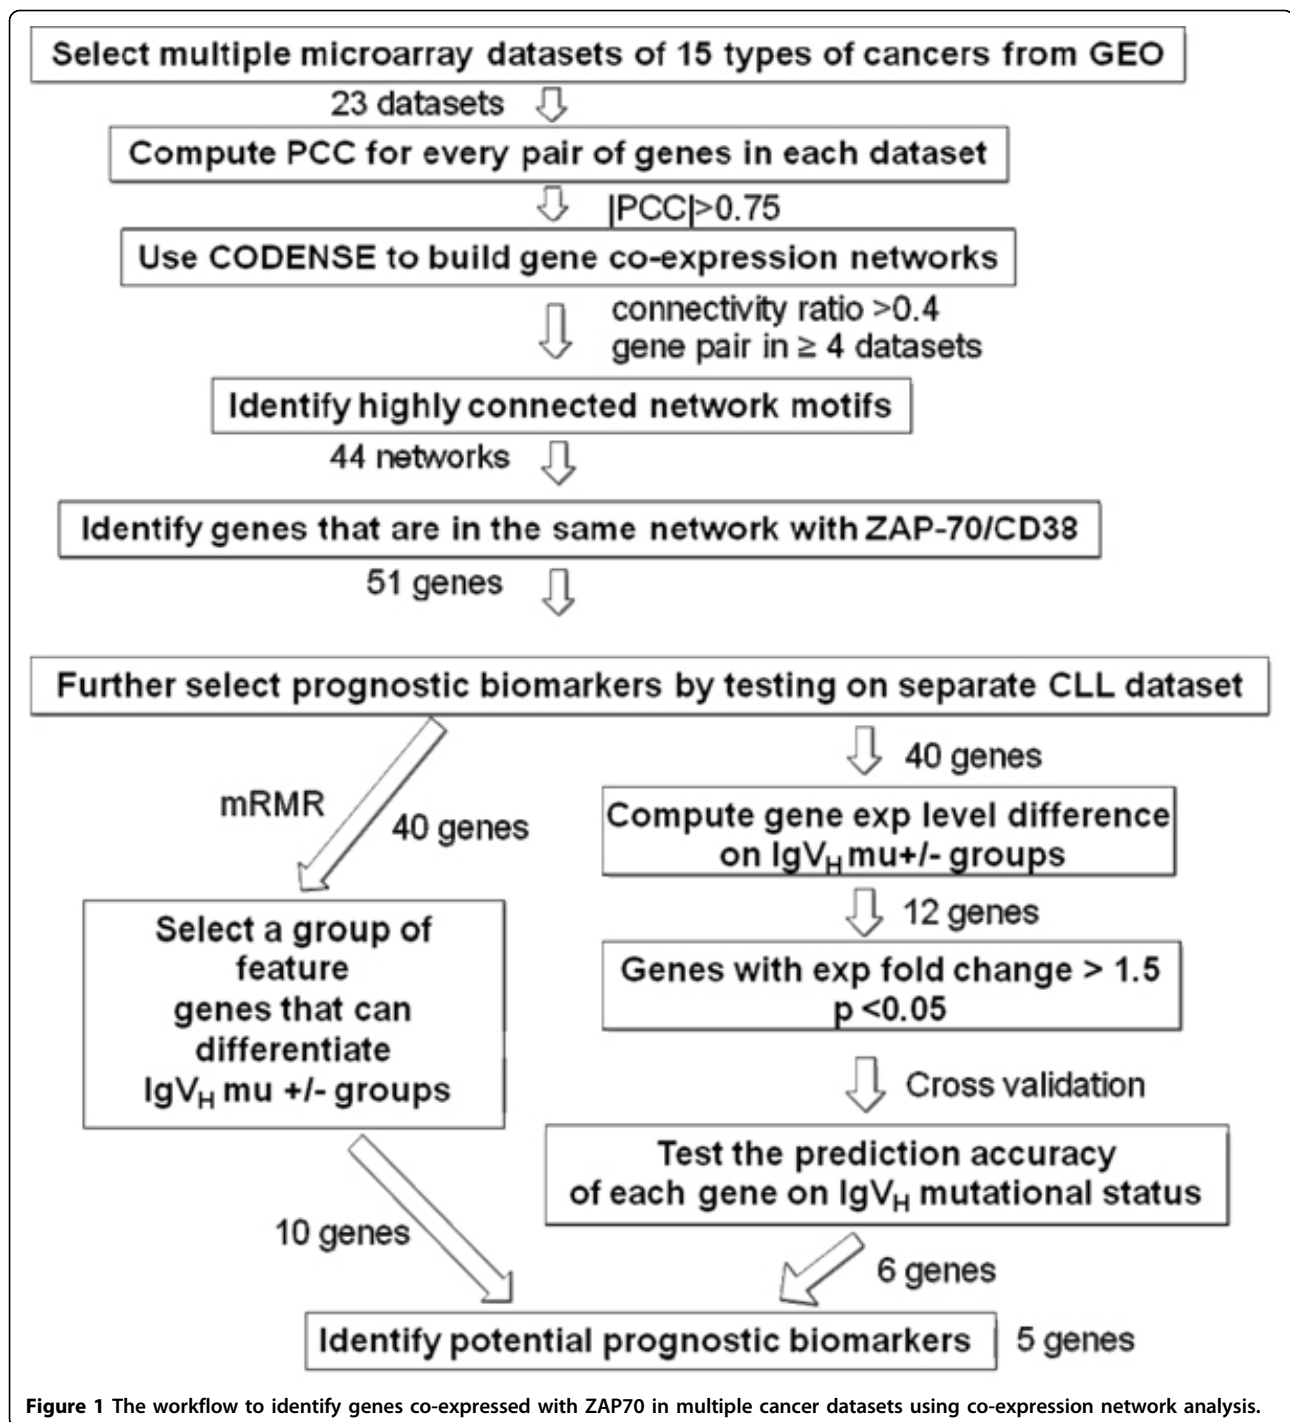 Select multiple microarray datasets of 15 types of cancers from GEO
23 datasets
Compute PCC for every pair of genes in each dataset
|PCC|>0.75
Use CODENSE to build gene co-expression networks
connectivity ratio >0.4
gene pair in ≥ 4 datasets
Identify highly connected network motifs
44 networks
Identify genes that are in the same network with ZAP-70/CD38
51 genes
Further select prognostic biomarkers by testing on separate CLL dataset
mRMR
40 genes
Select a group of
feature
genes that can
differentiate
IgVH mu +/- groups
10 genes
40 genes
Compute gene exp level difference
on IgVH mu+/- groups
12 genes
Genes with exp fold change > 1.5
p <0.05
Cross validation
Test the prediction accuracy
of each gene on IgVH mutational status
6 genes
Identify potential prognostic biomarkers
5 genes
Figure 1 The workflow to identify genes co-expressed with ZAP70 in multiple cancer datasets using co-expression network analysis.